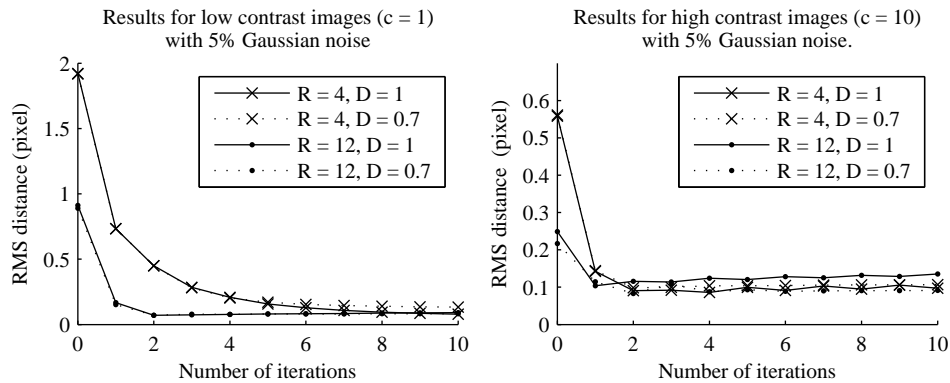 Results for low contrast images (c = 1)
with 5% Gaussian noise
RMS distance (pixel)
2
1.5
1
0.5
0
R = 4, D = 1
R = 4, D = 0.7
R = 12, D = 1
R = 12, D = 0.7
0 2 4 6 8 10
Number of iterations
Results for high contrast images (c = 10)
with 5% Gaussian noise.
RMS distance (pixel)
0.6
0.5
0.4
0.3
0.2
0.1
0
R = 4, D = 1
R = 4, D = 0.7
R = 12, D = 1
R = 12, D = 0.7
0 2 4 6 8 10
Number of iterations